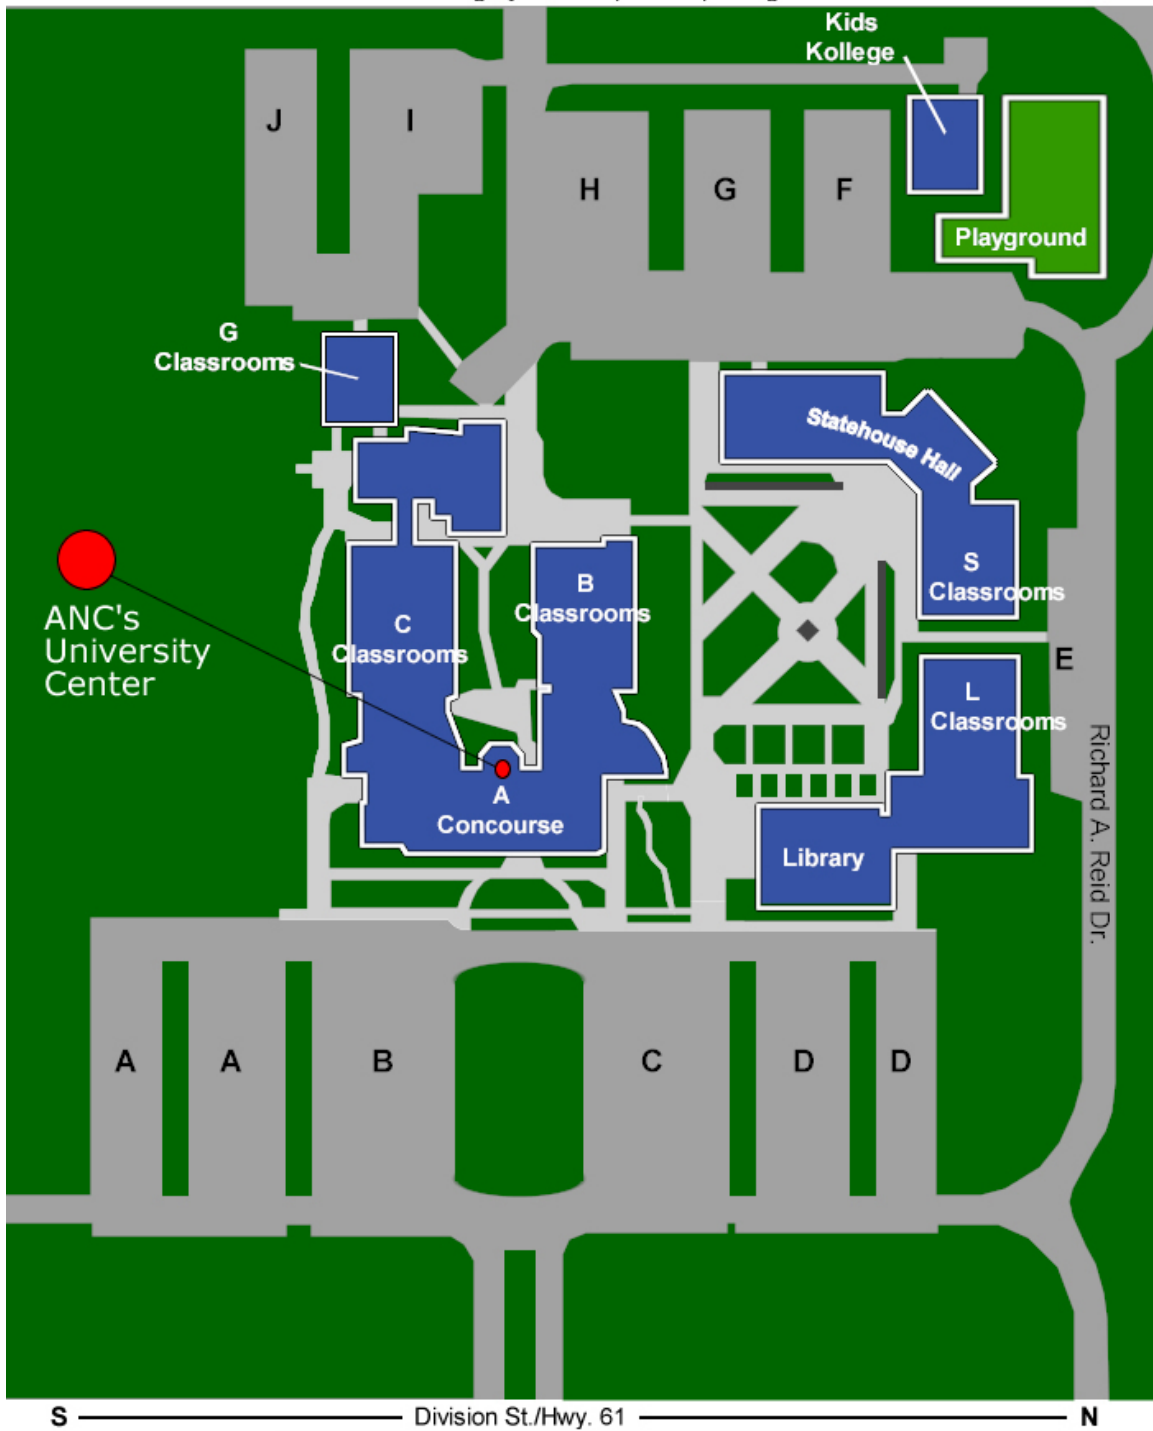 Kids
Kollege
J
I
H
G
F
Playground
G
Classrooms
Statehouse Hall
B
Classrooms
S
Classrooms
ANC's
University
Center
C
Classrooms
E
L
Classrooms
Richard A. Reid Dr.
A
Concourse
Library
A
A
B
C
D
D
S
Division St./Hwy. 61
N